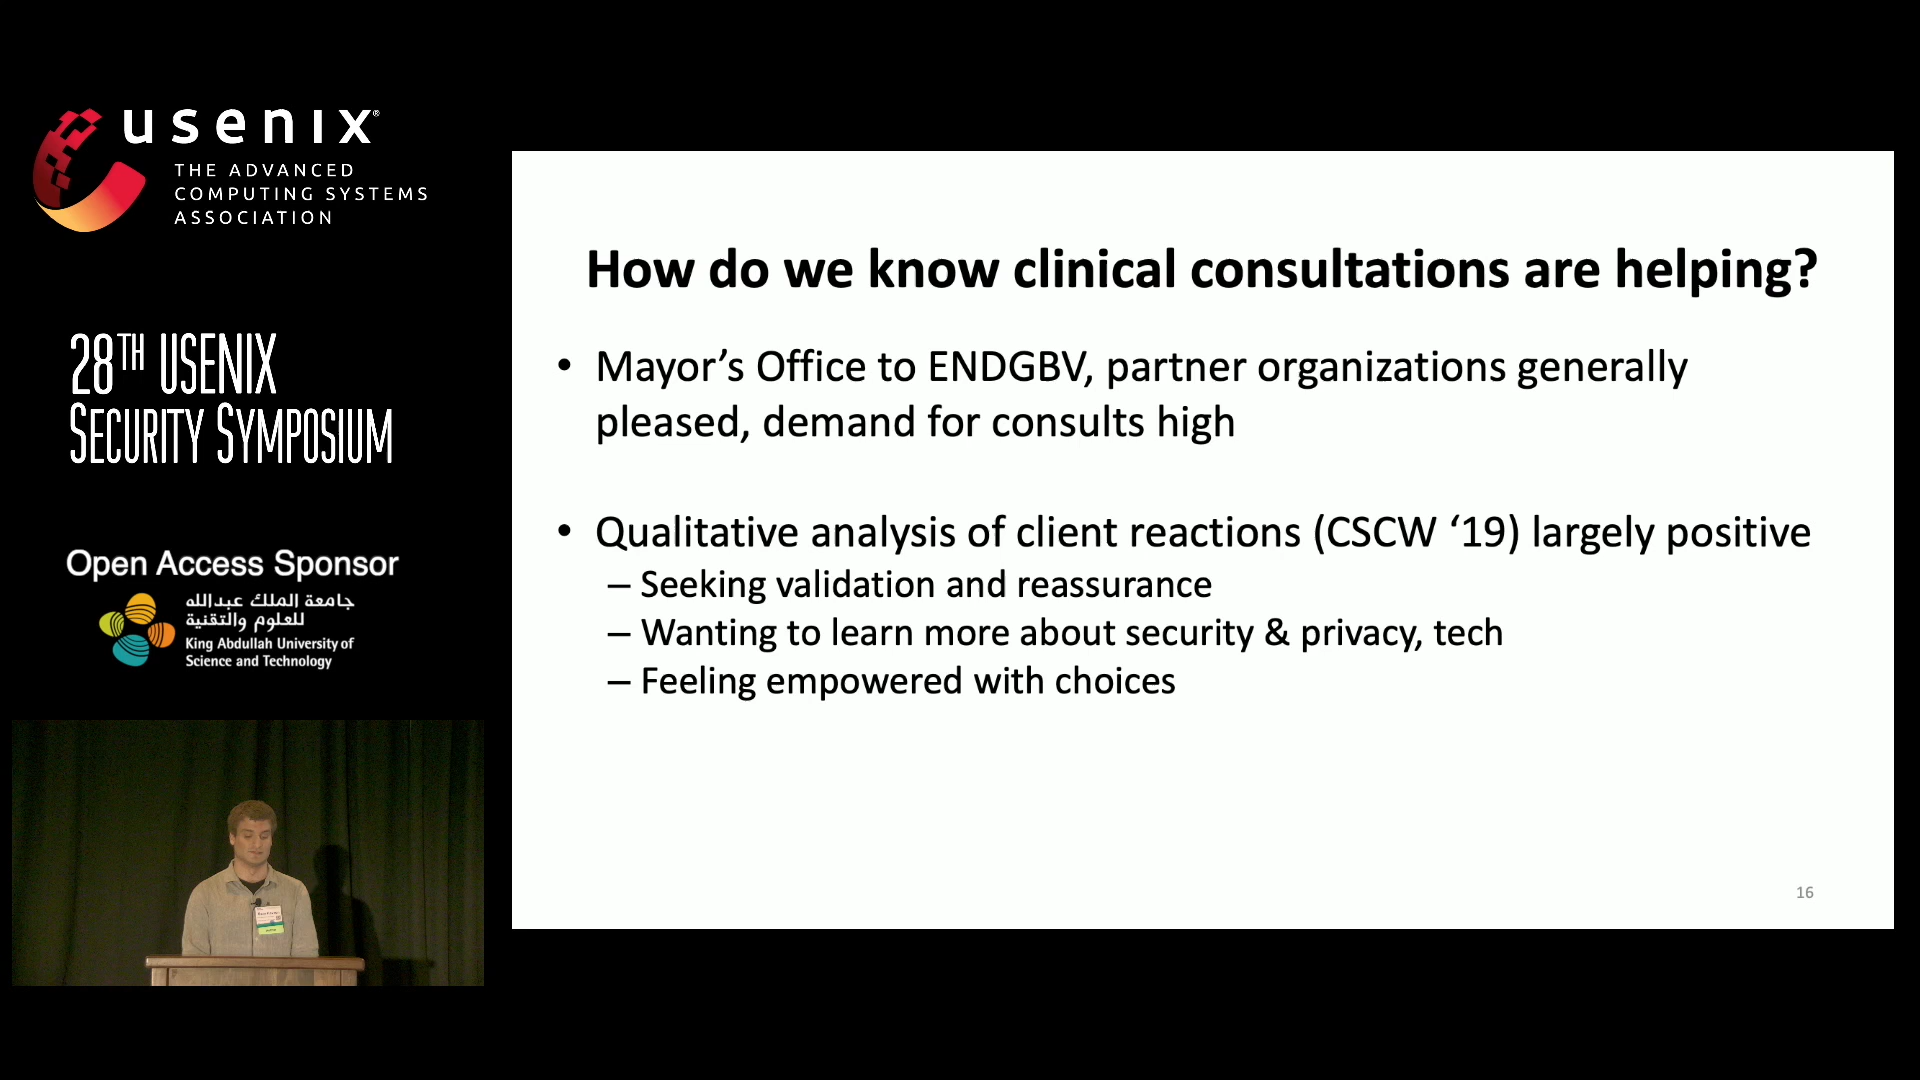 usenix®
THE ADVANCED
COMPUTING SYSTEMS
ASSOCIATION
28TH USENIX
SECURITY SYMPOSIUM
Open Access Sponsor
جامعة الملك عبدالله
للعلوم والتقنية
King Abdullah University of
Science and Technology
How do we know clinical consultations are helping?
• Mayor’s Office to ENDGBV, partner organizations generally
pleased, demand for consults high
• Qualitative analysis of client reactions (CSCW ‘19) largely positive
– Seeking validation and reassurance
– Wanting to learn more about security & privacy, tech
– Feeling empowered with choices
16